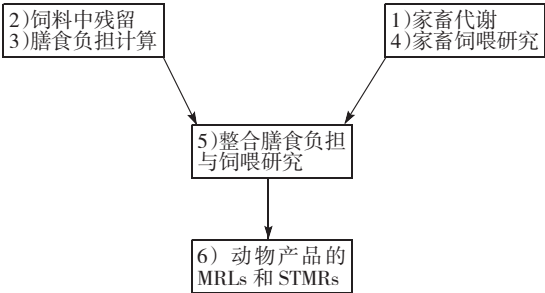 2)饲料中残留
3)膳食负担计算
1)家畜代谢
4)家畜饲喂研究
5)整合膳食负担
与饲喂研究
6) 动物产品的
MRLs 和 STMRs